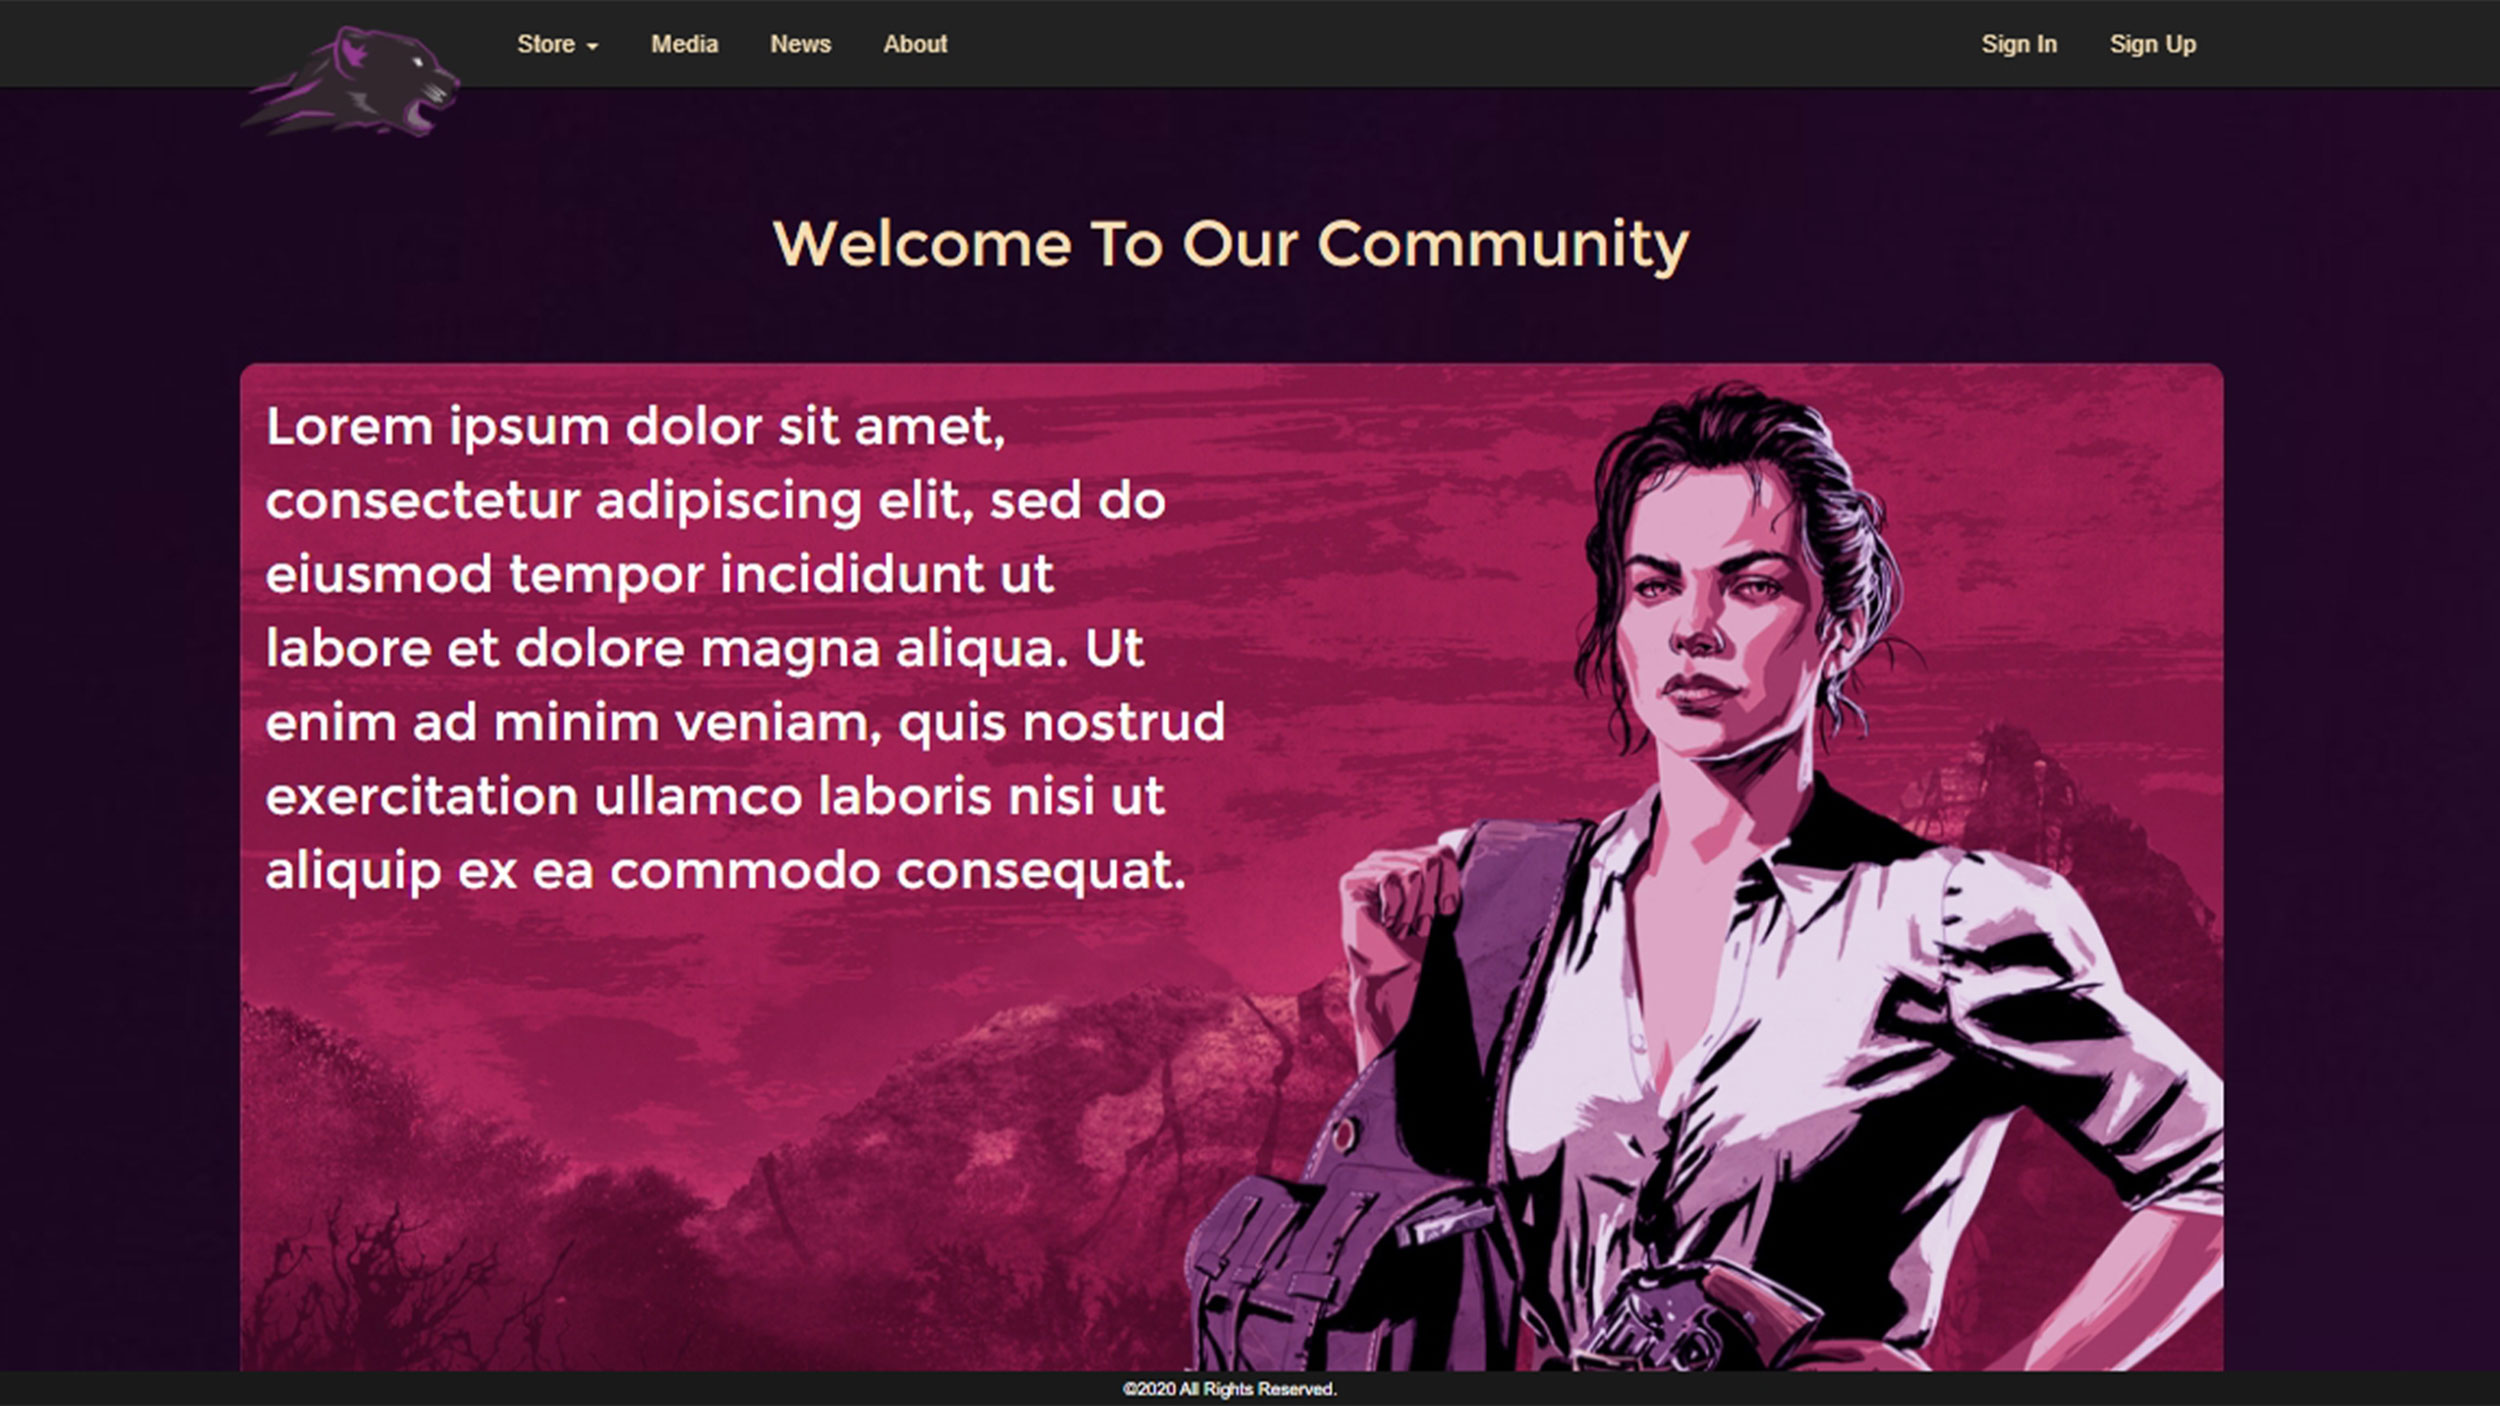 Store Media News About Sign In Sign Up
Welcome To Our Community
Lorem ipsum dolor sit amet,
consectetur adipiscing elit, sed do
eiusmod tempor incididunt ut
labore et dolore magna aliqua. Ut
enim ad minim veniam, quis nostrud
exercitation ullamco laboris nisi ut
aliquip ex ea commodo consequat.
©2020 All Rights Reserved.